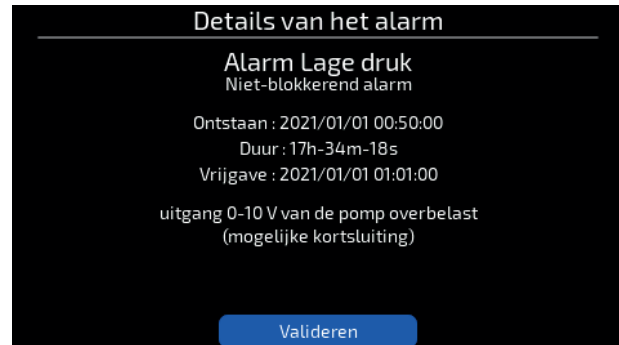 Details van het alarm
Alarm Lage druk
Niet-blokkerend alarm
Ontstaan : 2021/01/01 00:50:00
Duur : 17h-34m-18s
Vrijgave : 2021/01/01 01:01:00
uitgang 0-10 V van de pomp overbelast
(mogelijke kortsluiting)
Valideren